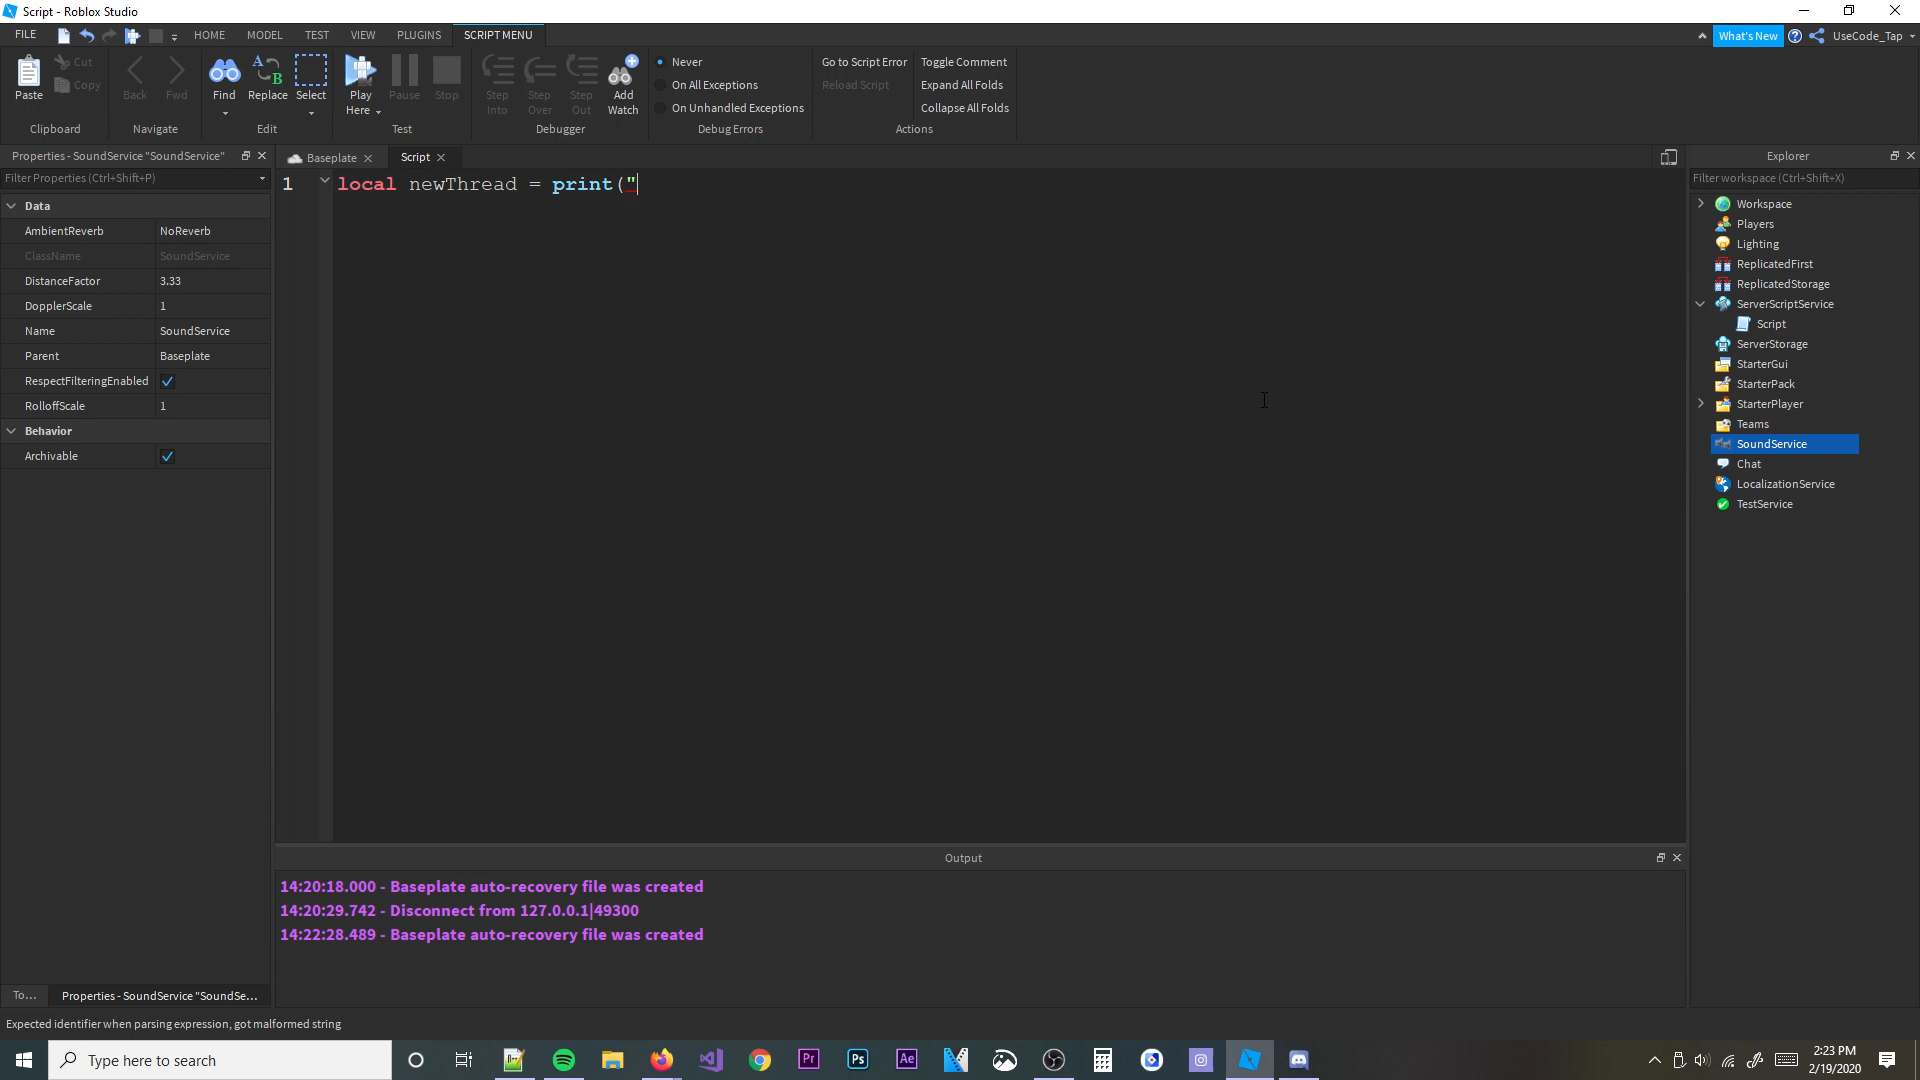 Script - Roblox Studio
FILE
HOME
MODEL
TEST
VIEW
PLUGINS
SCRIPT MENU
What's New
UseCode_Tap
Paste
Cut
Copy
Clipboard
Back
Fwd
Navigate
Find
Replace
Select
Edit
Play
Here
Pause
Stop
Test
Step
Into
Step
Over
Step
Out
Add
Watch
Debugger
Never
On All Exceptions
On Unhandled Exceptions
Debug Errors
Go to Script Error
Reload Script
Toggle Comment
Expand All Folds
Collapse All Folds
Actions
Properties - SoundService "SoundService"
Filter Properties (Ctrl+Shift+P)
Data
AmbientReverb NoReverb
ClassName SoundService
DistanceFactor 3.33
DopplerScale 1
Name SoundService
Parent Baseplate
RespectFilteringEnabled
RolloffScale 1
Behavior
Archivable
To...
Properties - SoundService "SoundSe...
Baseplate
Script
1 local newThread = print("
Output
14:20:18.000 - Baseplate auto-recovery file was created
14:20:29.742 - Disconnect from 127.0.0.1|49300
14:22:28.489 - Baseplate auto-recovery file was created
Explorer
Filter workspace (Ctrl+Shift+X)
Workspace
Players
Lighting
ReplicatedFirst
ReplicatedStorage
ServerScriptService
Script
ServerStorage
StarterGui
StarterPack
StarterPlayer
Teams
SoundService
Chat
LocalizationService
TestService
Expected identifier when parsing expression, got malformed string
Type here to search
Pr
Ps
Ae
2:23 PM
2/19/2020